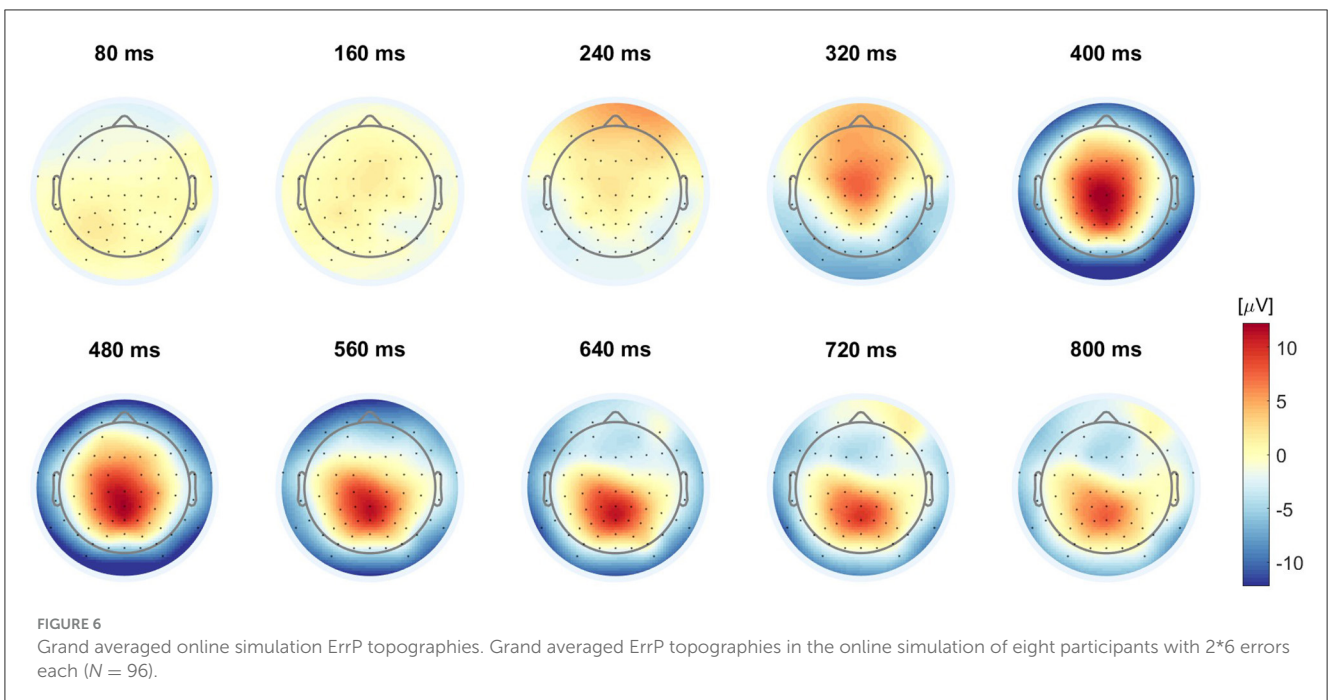 80 ms
160 ms
240 ms
320 ms
400 ms
480 ms
560 ms
640 ms
720 ms
800 ms
[μV]
10
5
0
-5
-10
FIGURE 6
Grand averaged online simulation ErrP topographies. Grand averaged ErrP topographies in the online simulation of eight participants with 2*6 errors
each (N = 96).